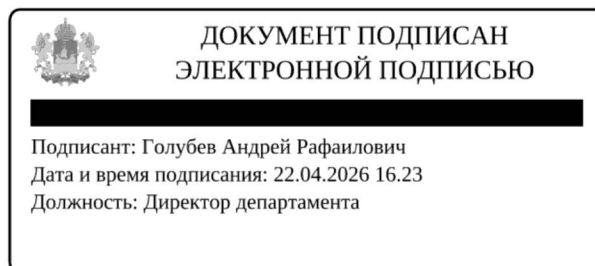 ДОКУМЕНТ ПОДПИСАН
ЭЛЕКТРОННОЙ ПОДПИСЬЮ
Подписант: Голубев Андрей Рафаилович
Дата и время подписания: 22.04.2026 16.23
Должность: Директор департамента